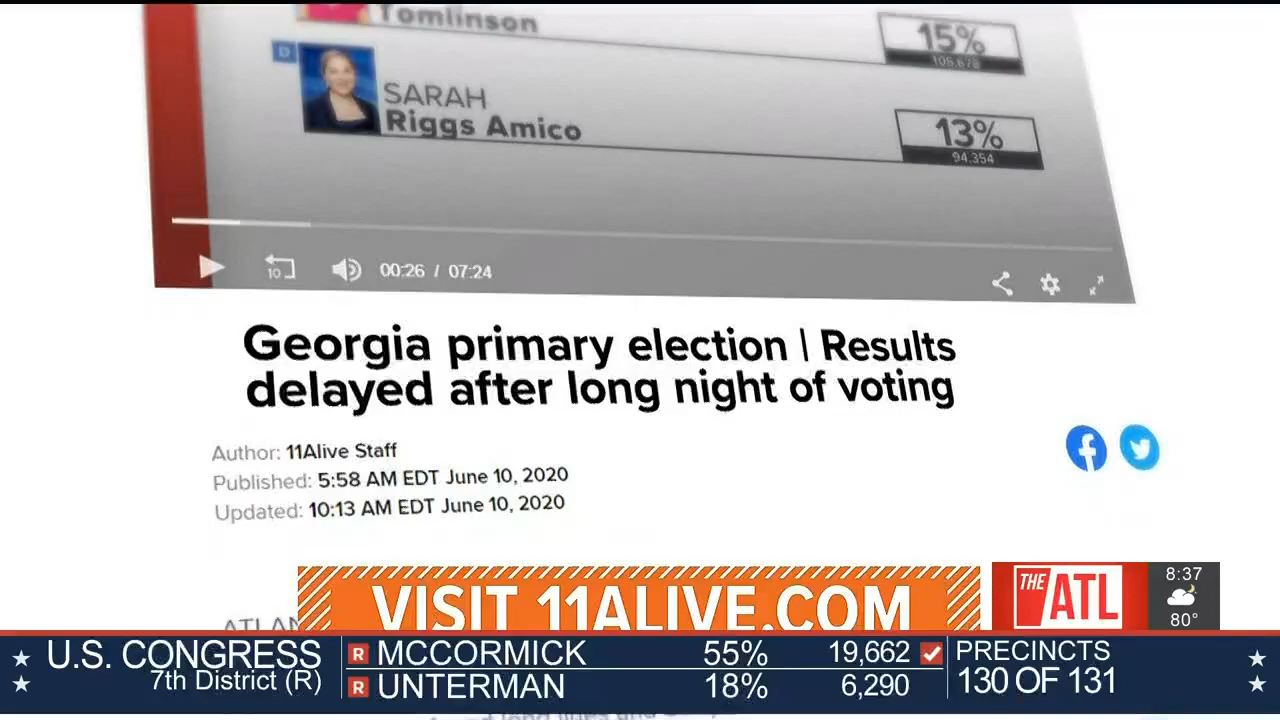 Tomlinson
15%
105,678
D
SARAH
Riggs Amico
13%
94,354
10
00:26 / 07:24
Georgia primary election | Results
delayed after long night of voting
Author: 11Alive Staff
Published: 5:58 AM EDT June 10, 2020
Updated: 10:13 AM EDT June 10, 2020
VISIT 11ALIVE.COM
THE ATL
8:37
80°
U.S. CONGRESS
7th District (R)
R MCCORMICK 55% 19,662
R UNTERMAN 18% 6,290
PRECINCTS
130 OF 131